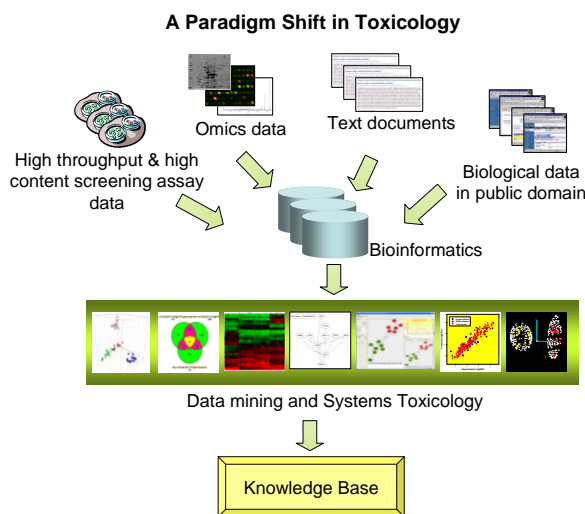 A Paradigm Shift in Toxicology
Omics data
Text documents
High throughput & high
content screening assay
data
Biological data
in public domain
Bioinformatics
Data mining and Systems Toxicology
Knowledge Base